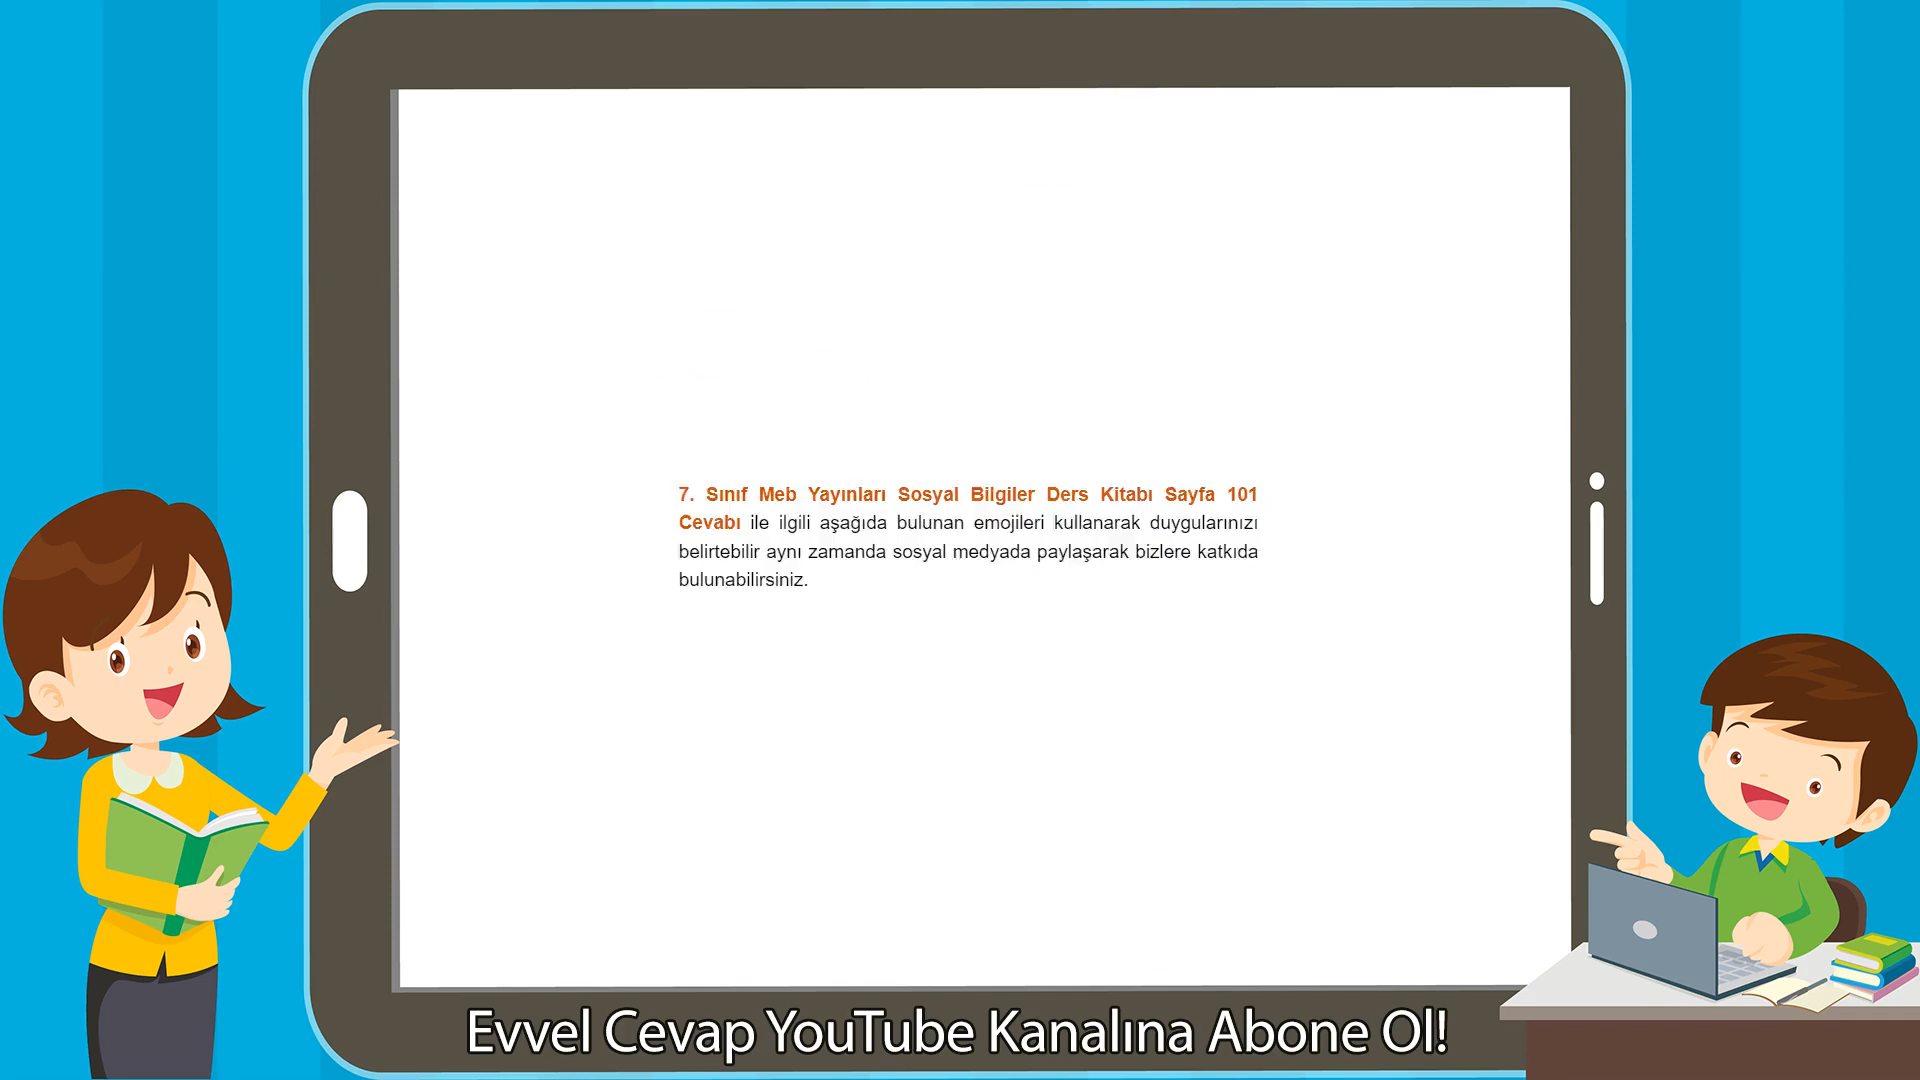 7. Sınıf Meb Yayınları Sosyal Bilgiler Ders Kitabı Sayfa 101
Cevabı ile ilgili aşağıda bulunan emojileri kullanarak duygularınızı
belirtebilir aynı zamanda sosyal medyada paylaşarak bizlere katkıda
bulunabilirsiniz.
Evvel Cevap YouTube Kanalına Abone Ol!